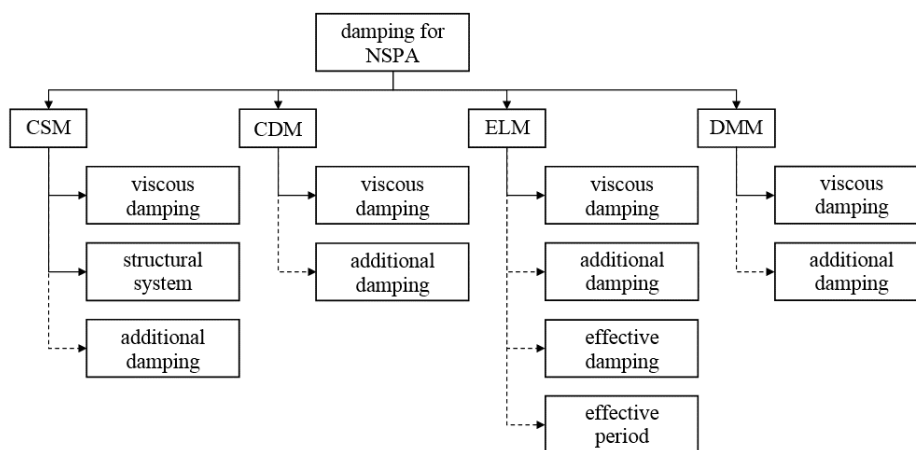 damping for
NSPA
CSM
CDM
ELM
DMM
viscous
damping
structural
system
additional
damping
viscous
damping
additional
damping
viscous
damping
additional
damping
effective
damping
effective
period
viscous
damping
additional
damping